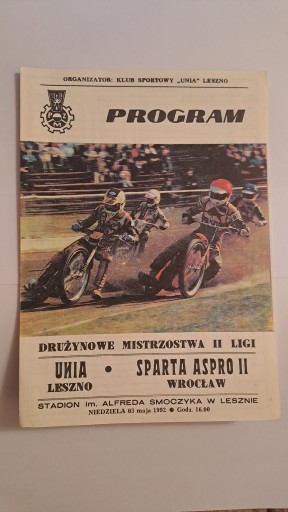 ORGANIZATOR: KLUB SPORTOWY „UNIA" LESZNO
PROGRAM
DRUŻYNOWE MISTRZOSTWA II LIGI
UNIA • SPARTA ASPRO II
LESZNO WROCŁAW
STADION im. ALFREDA SMOCZYKA W LESZNIE
NIEDZIELA 03 maja 1992 ● Godz. 16.00